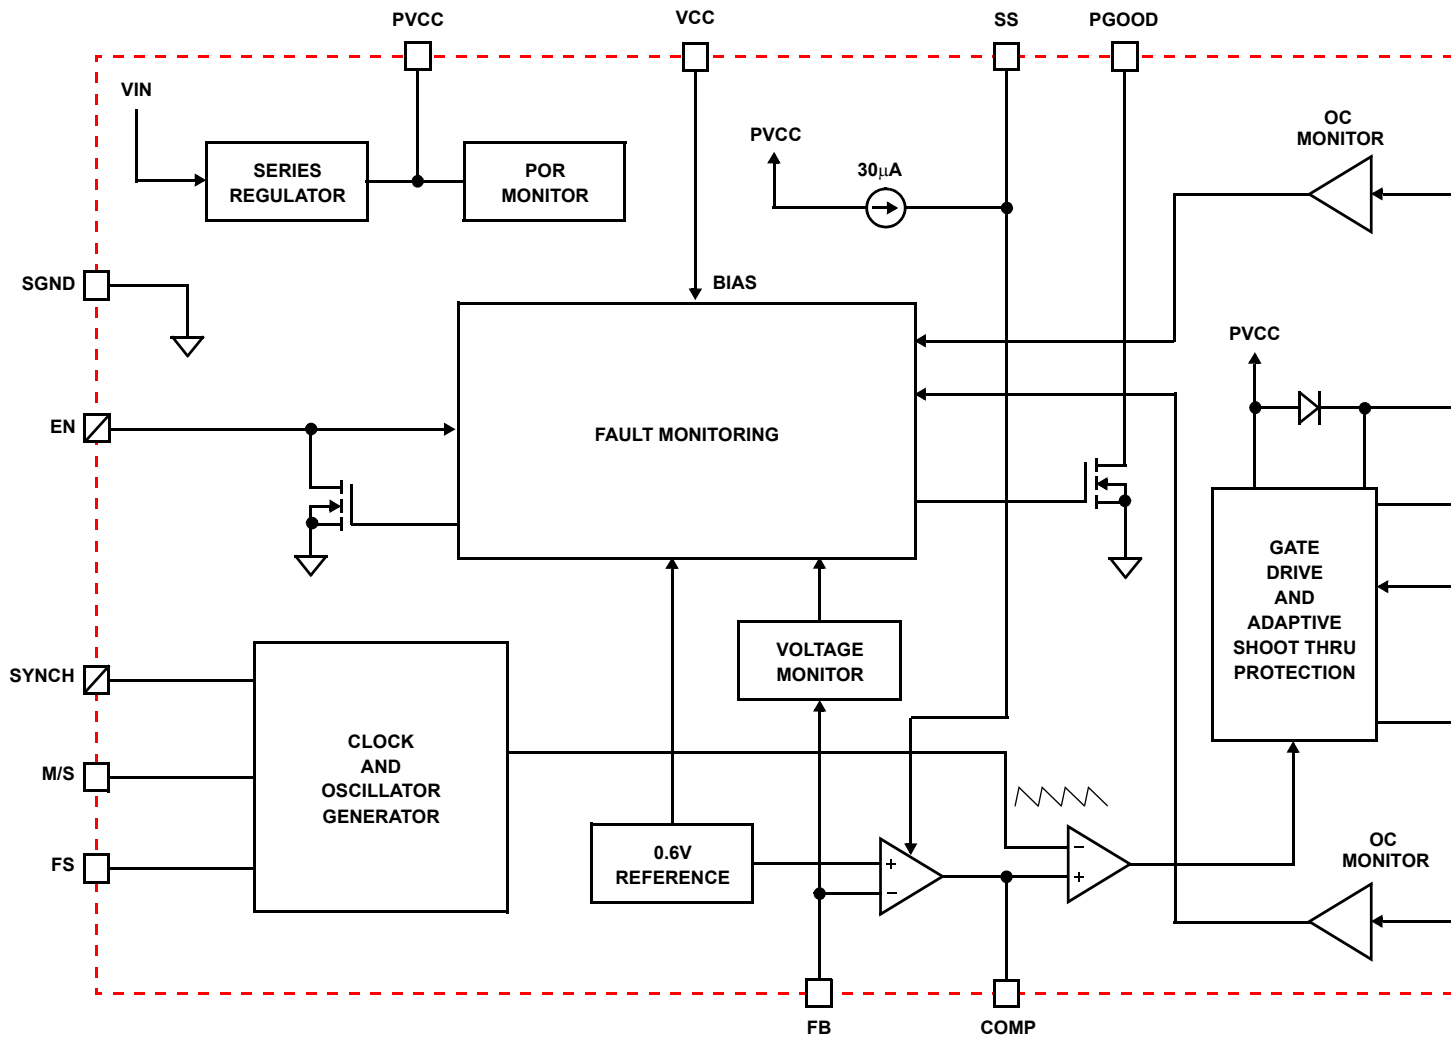 PVCC
VCC
SS
PGOOD
VIN
SERIES
REGULATOR
POR
MONITOR
PVCC
30μA
OC
MONITOR
SGND
BIAS
PVCC
EN
FAULT MONITORING
GATE
DRIVE
AND
ADAPTIVE
SHOOT THRU
PROTECTION
SYNCH
VOLTAGE
MONITOR
M/S
CLOCK
AND
OSCILLATOR
GENERATOR
FS
0.6V
REFERENCE
+
−
−
+
OC
MONITOR
FB
COMP